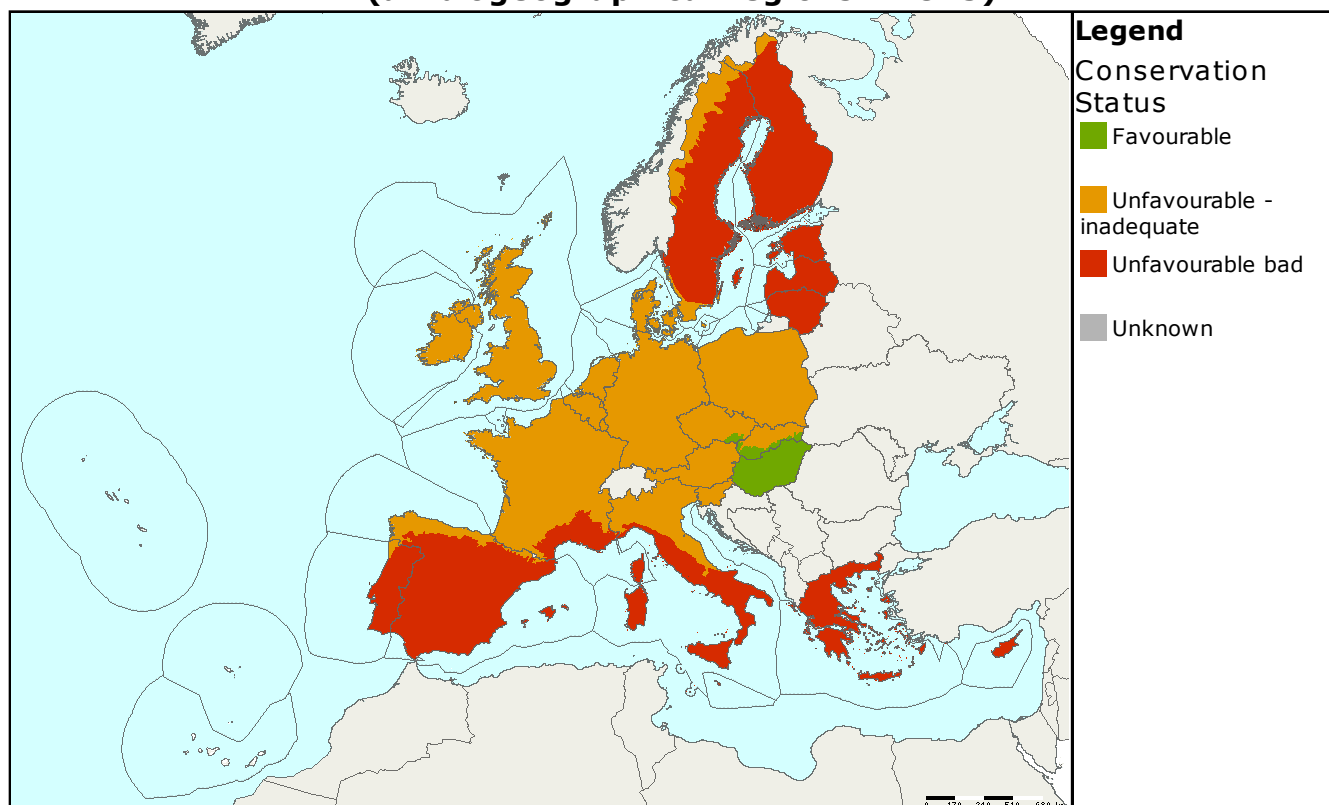 Legend
Conservation
Status
Favourable
Unfavourable -
inadequate
Unfavourable bad
Unknown